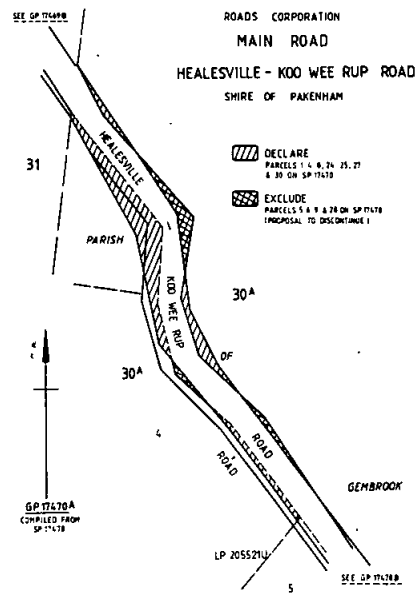 SEE GP 17469B
ROADS CORPORATION
MAIN ROAD
HEALESVILLE - KOO WEE RUP ROAD
SHIRE OF PAKENHAM
DECLARE
PARCELS 1 4 6, 24 25, 27
& 30 ON SP 17470
EXCLUDE
PARCELS 5 & 9 & 28 ON SP 17470
(PROPOSAL TO DISCONTINUE)
HEALESVILLE
31
PARISH
KOO WEE RUP
30A
OF
30A
4
ROAD
ROAD
GEMBROOK
GP 17470A
COMPILED FROM
SP 17470
LP 205521U
SEE GP 17470B
5